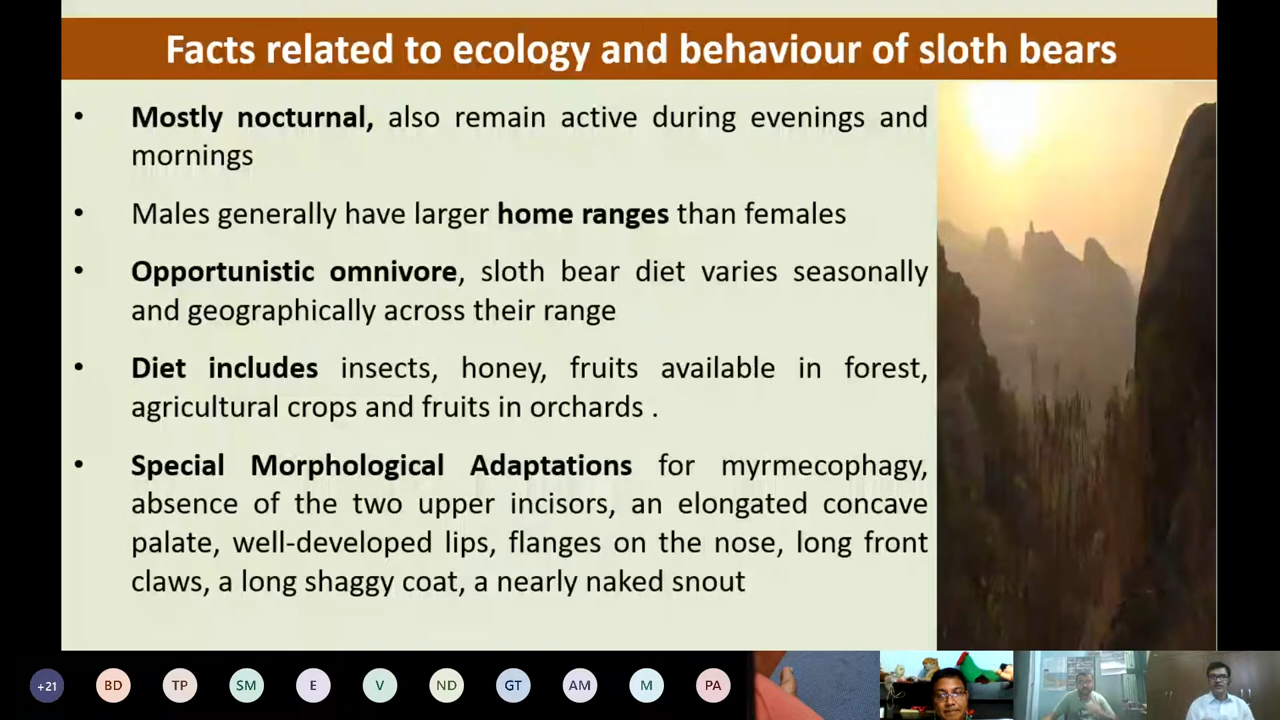 Facts related to ecology and behaviour of sloth bears
• Mostly nocturnal, also remain active during evenings and
mornings
• Males generally have larger home ranges than females
• Opportunistic omnivore, sloth bear diet varies seasonally
and geographically across their range
• Diet includes insects, honey, fruits available in forest,
agricultural crops and fruits in orchards .
• Special Morphological Adaptations for myrmecophagy,
absence of the two upper incisors, an elongated concave
palate, well-developed lips, flanges on the nose, long front
claws, a long shaggy coat, a nearly naked snout
+21 BD TP SM E V ND GT AM M PA